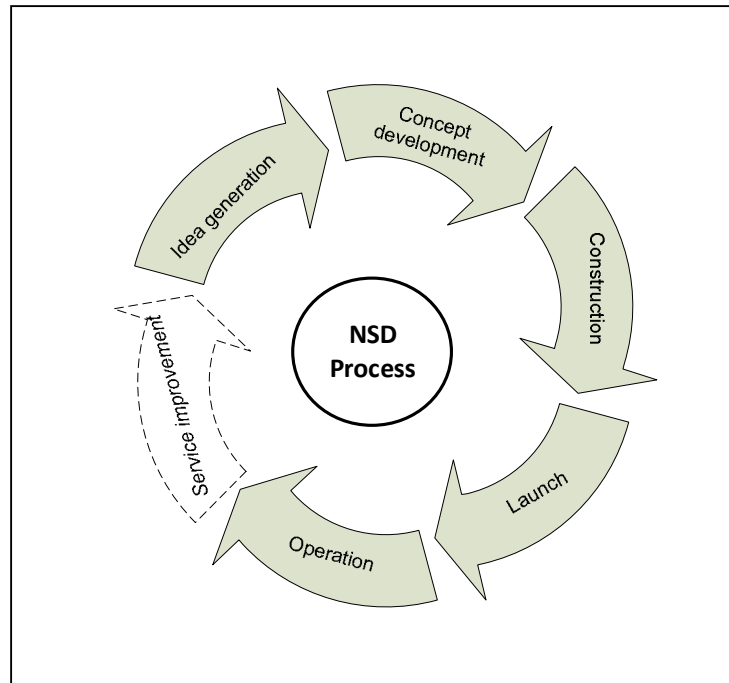 Concept
development
Idea generation
Construction
NSD
Process
Service improvement
Launch
Operation